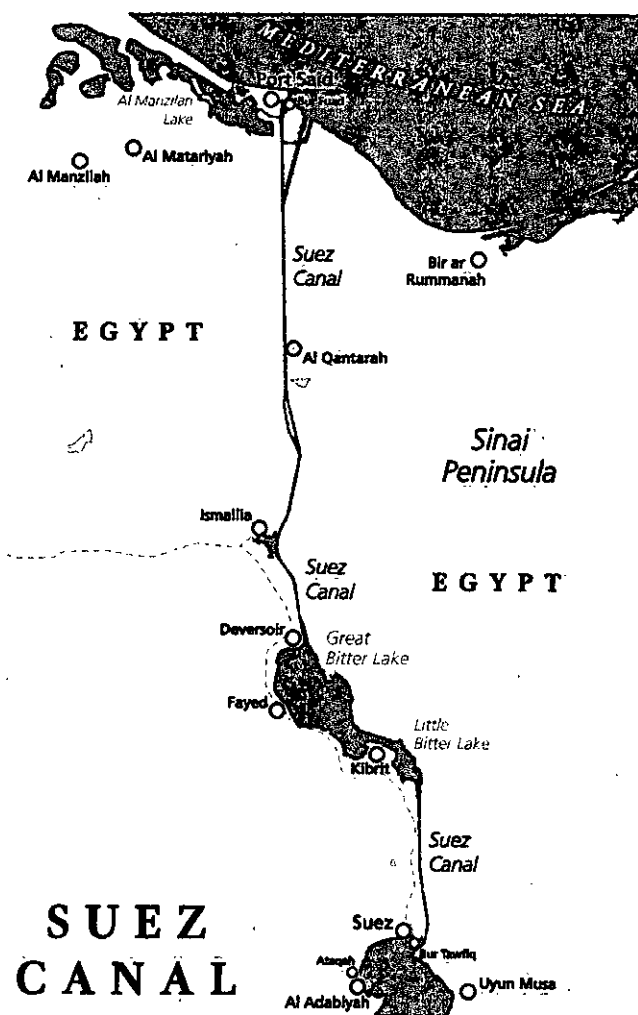 MEDITERRANEAN SEA
Port Said
Bur Fuad
Al Manzilah
Lake
Al Matariyah
Al Manzilah
Suez
Canal
Bir ar
Rummanah
EGYPT
Al Qantarah
Sinai
Peninsula
Ismailia
Suez
Canal
EGYPT
Deversoir
Great
Bitter Lake
Fayed
Little
Bitter Lake
Kibrit
Suez
Canal
SUEZ
CANAL
Suez
Bur Tawfiq
Ataqah
Al Adabiyah
Uyun Musa